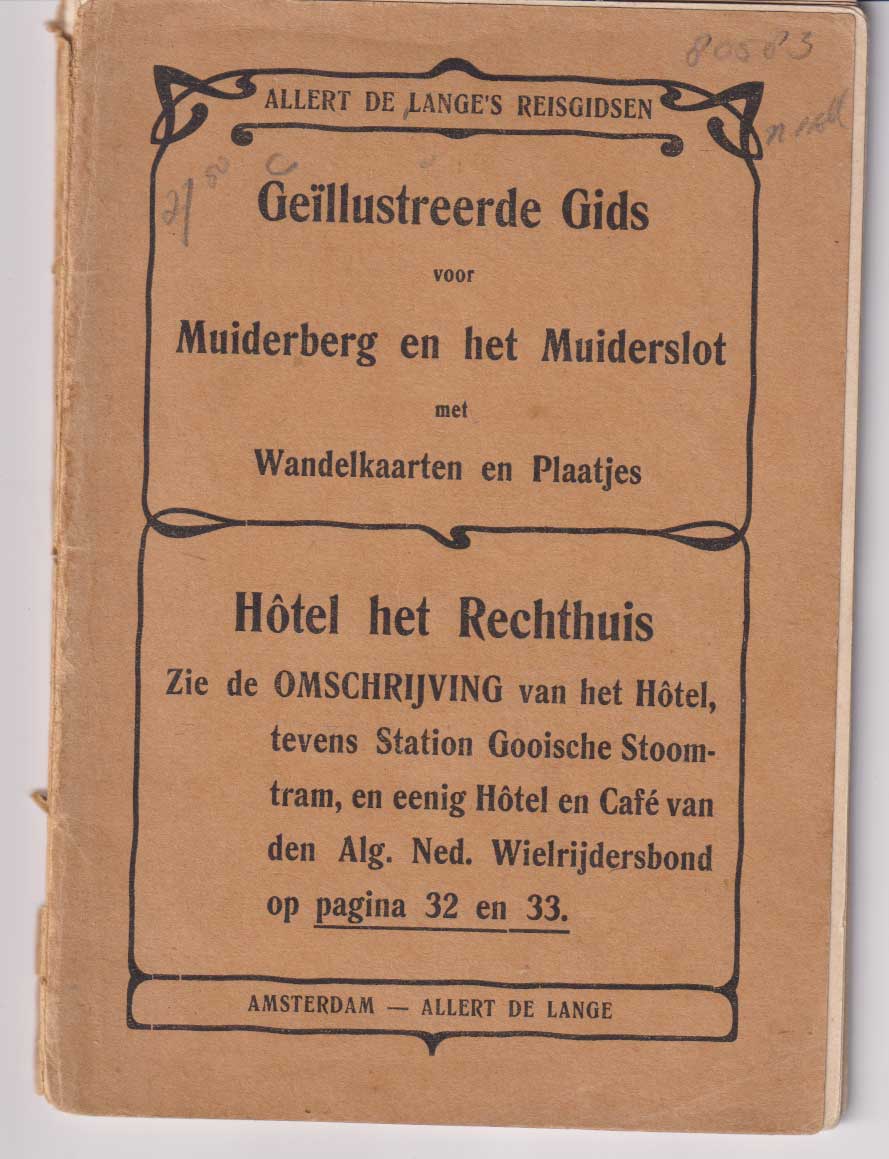 80583
ALLERT DE LANGE'S REISGIDSEN
Geïllustreerde Gids
voor
Muiderberg en het Muiderslot
met
Wandelkaarten en Plaatjes
Hôtel het Rechthuis
Zie de OMSCHRIJVING van het Hôtel,
tevens Station Gooische Stoom-
tram, en eenig Hôtel en Café van
den Alg. Ned. Wielrijdersbond
op pagina 32 en 33.
AMSTERDAM — ALLERT DE LANGE